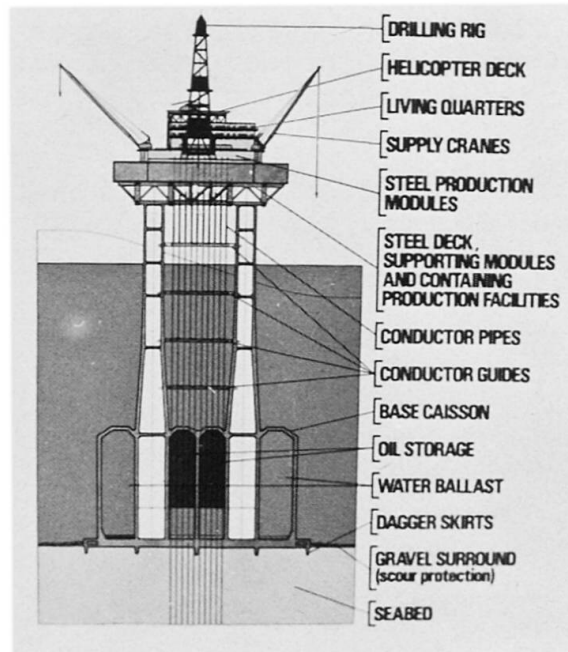 DRILLING RIG
HELICOPTER DECK
LIVING QUARTERS
SUPPLY CRANES
STEEL PRODUCTION
MODULES
STEEL DECK,
SUPPORTING MODULES
AND CONTAINING
PRODUCTION FACILITIES
CONDUCTOR PIPES
CONDUCTOR GUIDES
BASE CAISSON
OIL STORAGE
WATER BALLAST
DAGGER SKIRTS
GRAVEL SURROUND
(scour protection)
SEABED